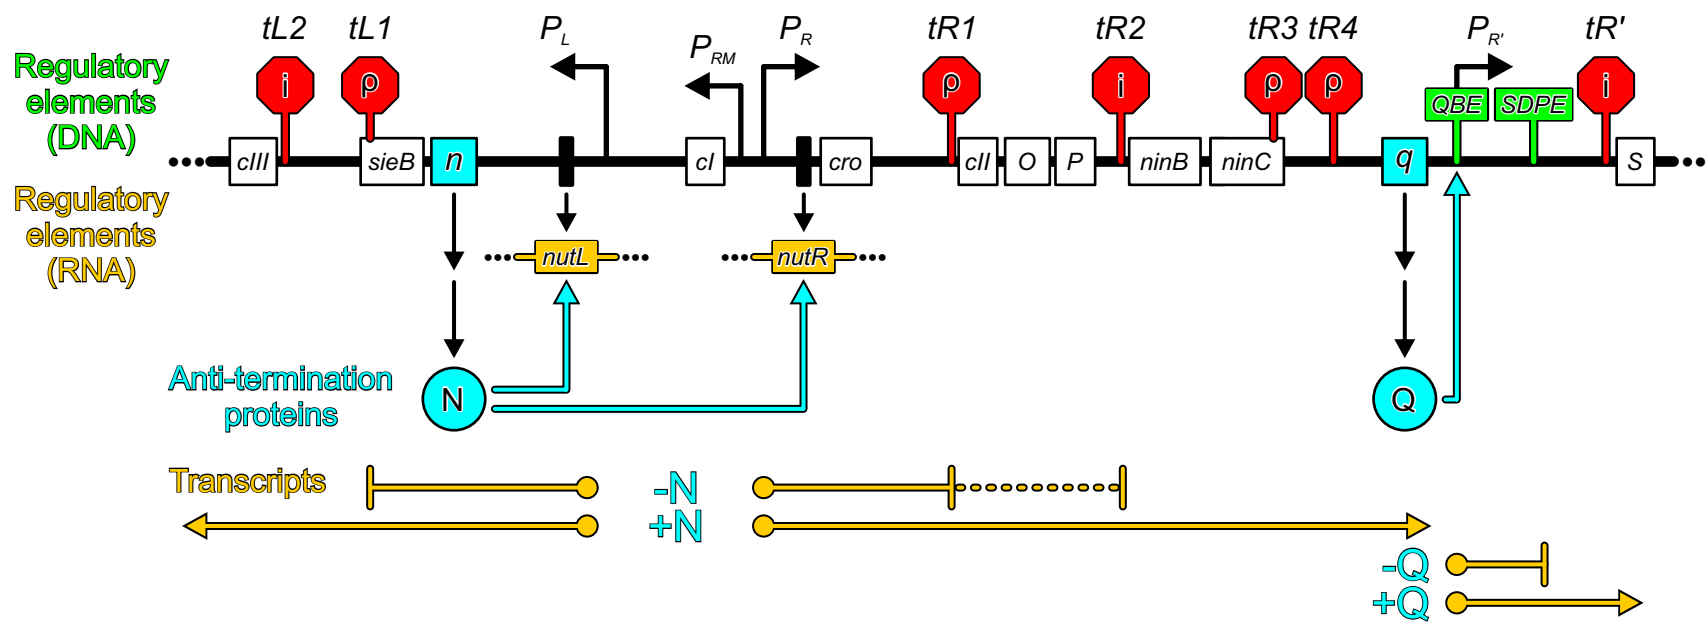 tL2 tL1 PL PRM PR tR1 tR2 tR3 tR4 PR' tR'
Regulatory
elements
(DNA)
i ρ ρ i ρ ρ QBE SDPE i
cIII sieB n cI cro cII O P ninB ninC q S
Regulatory
elements
(RNA)
nutL nutR
Anti-termination
proteins
N Q
Transcripts
-N
+N
-Q
+Q